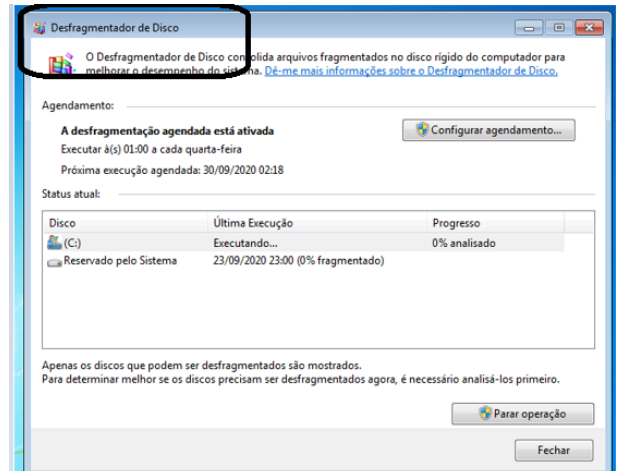 Desfragmentador de Disco
O Desfragmentador de Disco consolida arquivos fragmentados no disco rígido do computador para
melhorar o desempenho do sistema. Dê-me mais informações sobre o Desfragmentador de Disco.
Agendamento:
A desfragmentação agendada está ativada
Configurar agendamento...
Executar à(s) 01:00 a cada quarta-feira
Próxima execução agendada: 30/09/2020 02:18
Status atual:
Disco Última Execução Progresso
(C:) Executando... 0% analisado
Reservado pelo Sistema 23/09/2020 23:00 (0% fragmentado)
Apenas os discos que podem ser desfragmentados são mostrados.
Para determinar melhor se os discos precisam ser desfragmentados agora, é necessário analisá-los primeiro.
Parar operação
Fechar